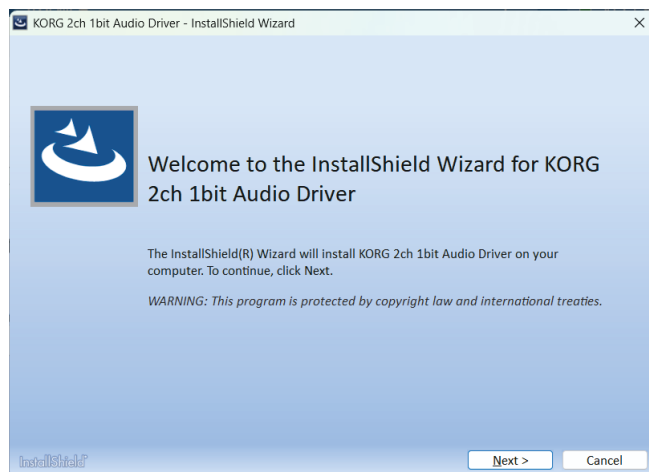 KORG 2ch 1bit Audio Driver - InstallShield Wizard
Welcome to the InstallShield Wizard for KORG
2ch 1bit Audio Driver
The InstallShield(R) Wizard will install KORG 2ch 1bit Audio Driver on your
computer. To continue, click Next.
WARNING: This program is protected by copyright law and international treaties.
InstallShield
Next >
Cancel